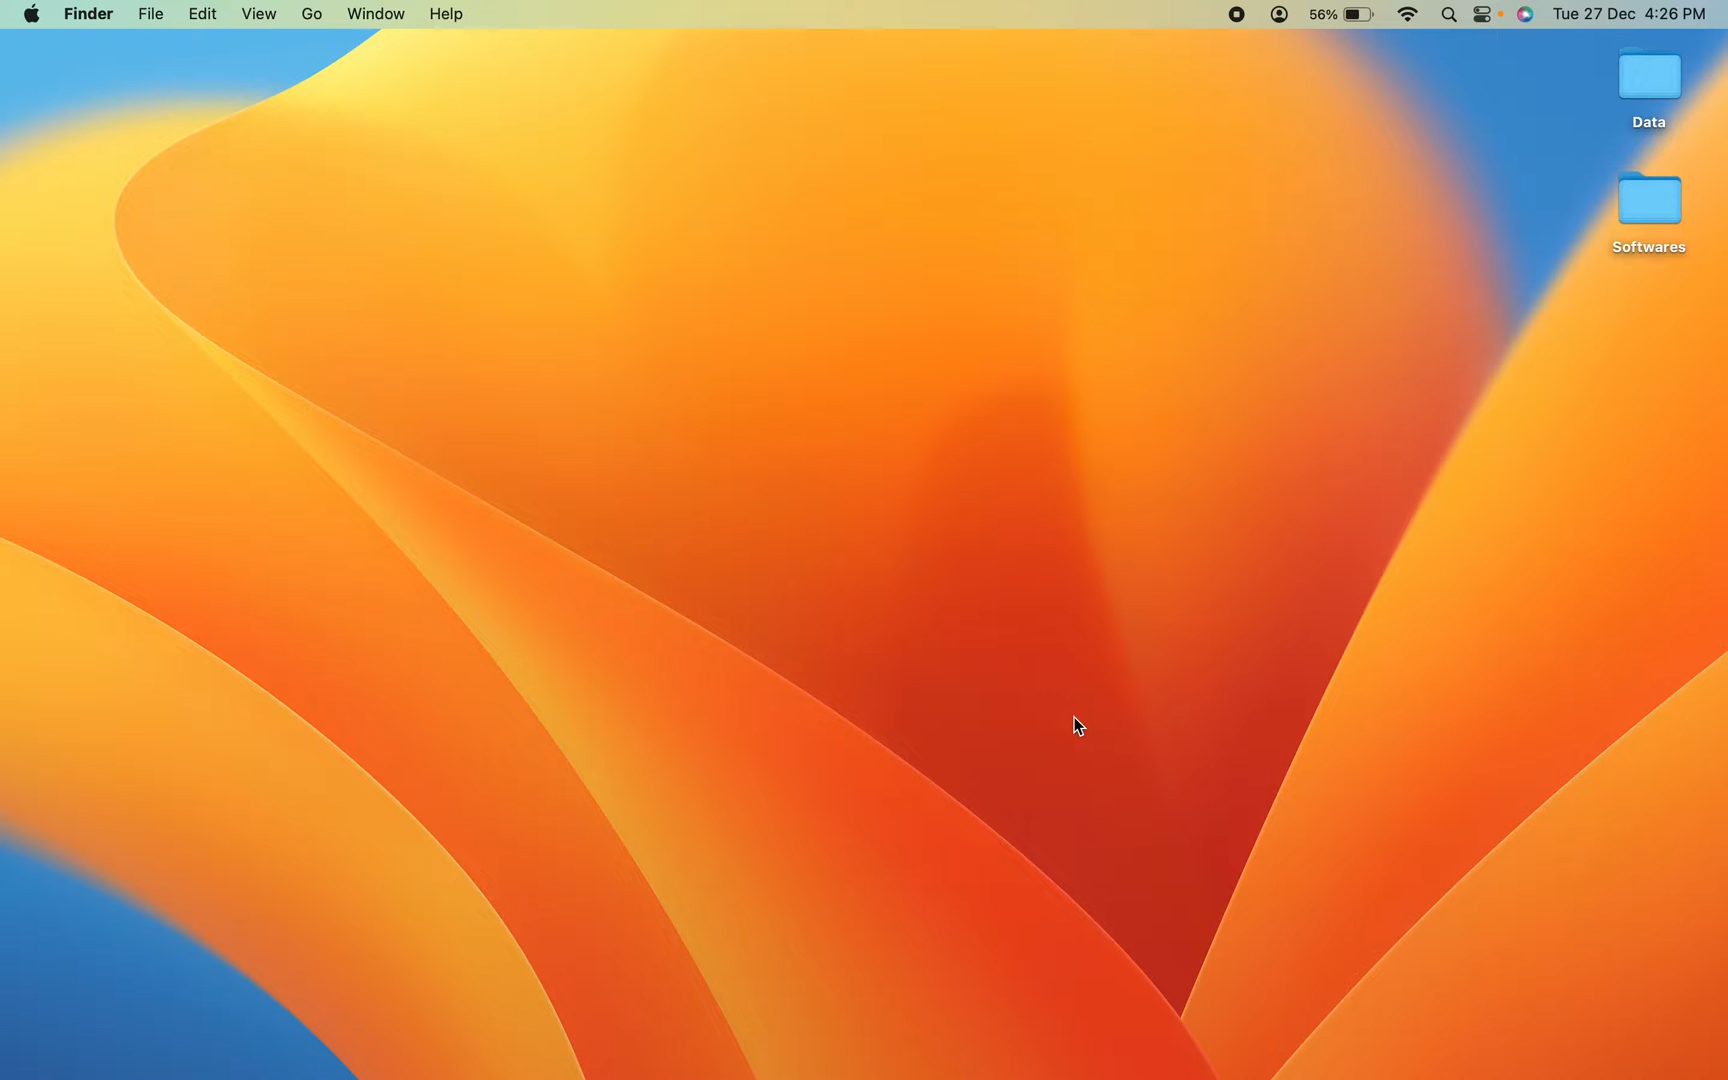 Finder File Edit View Go Window Help 56% Tue 27 Dec 4:26 PM
Data
Softwares